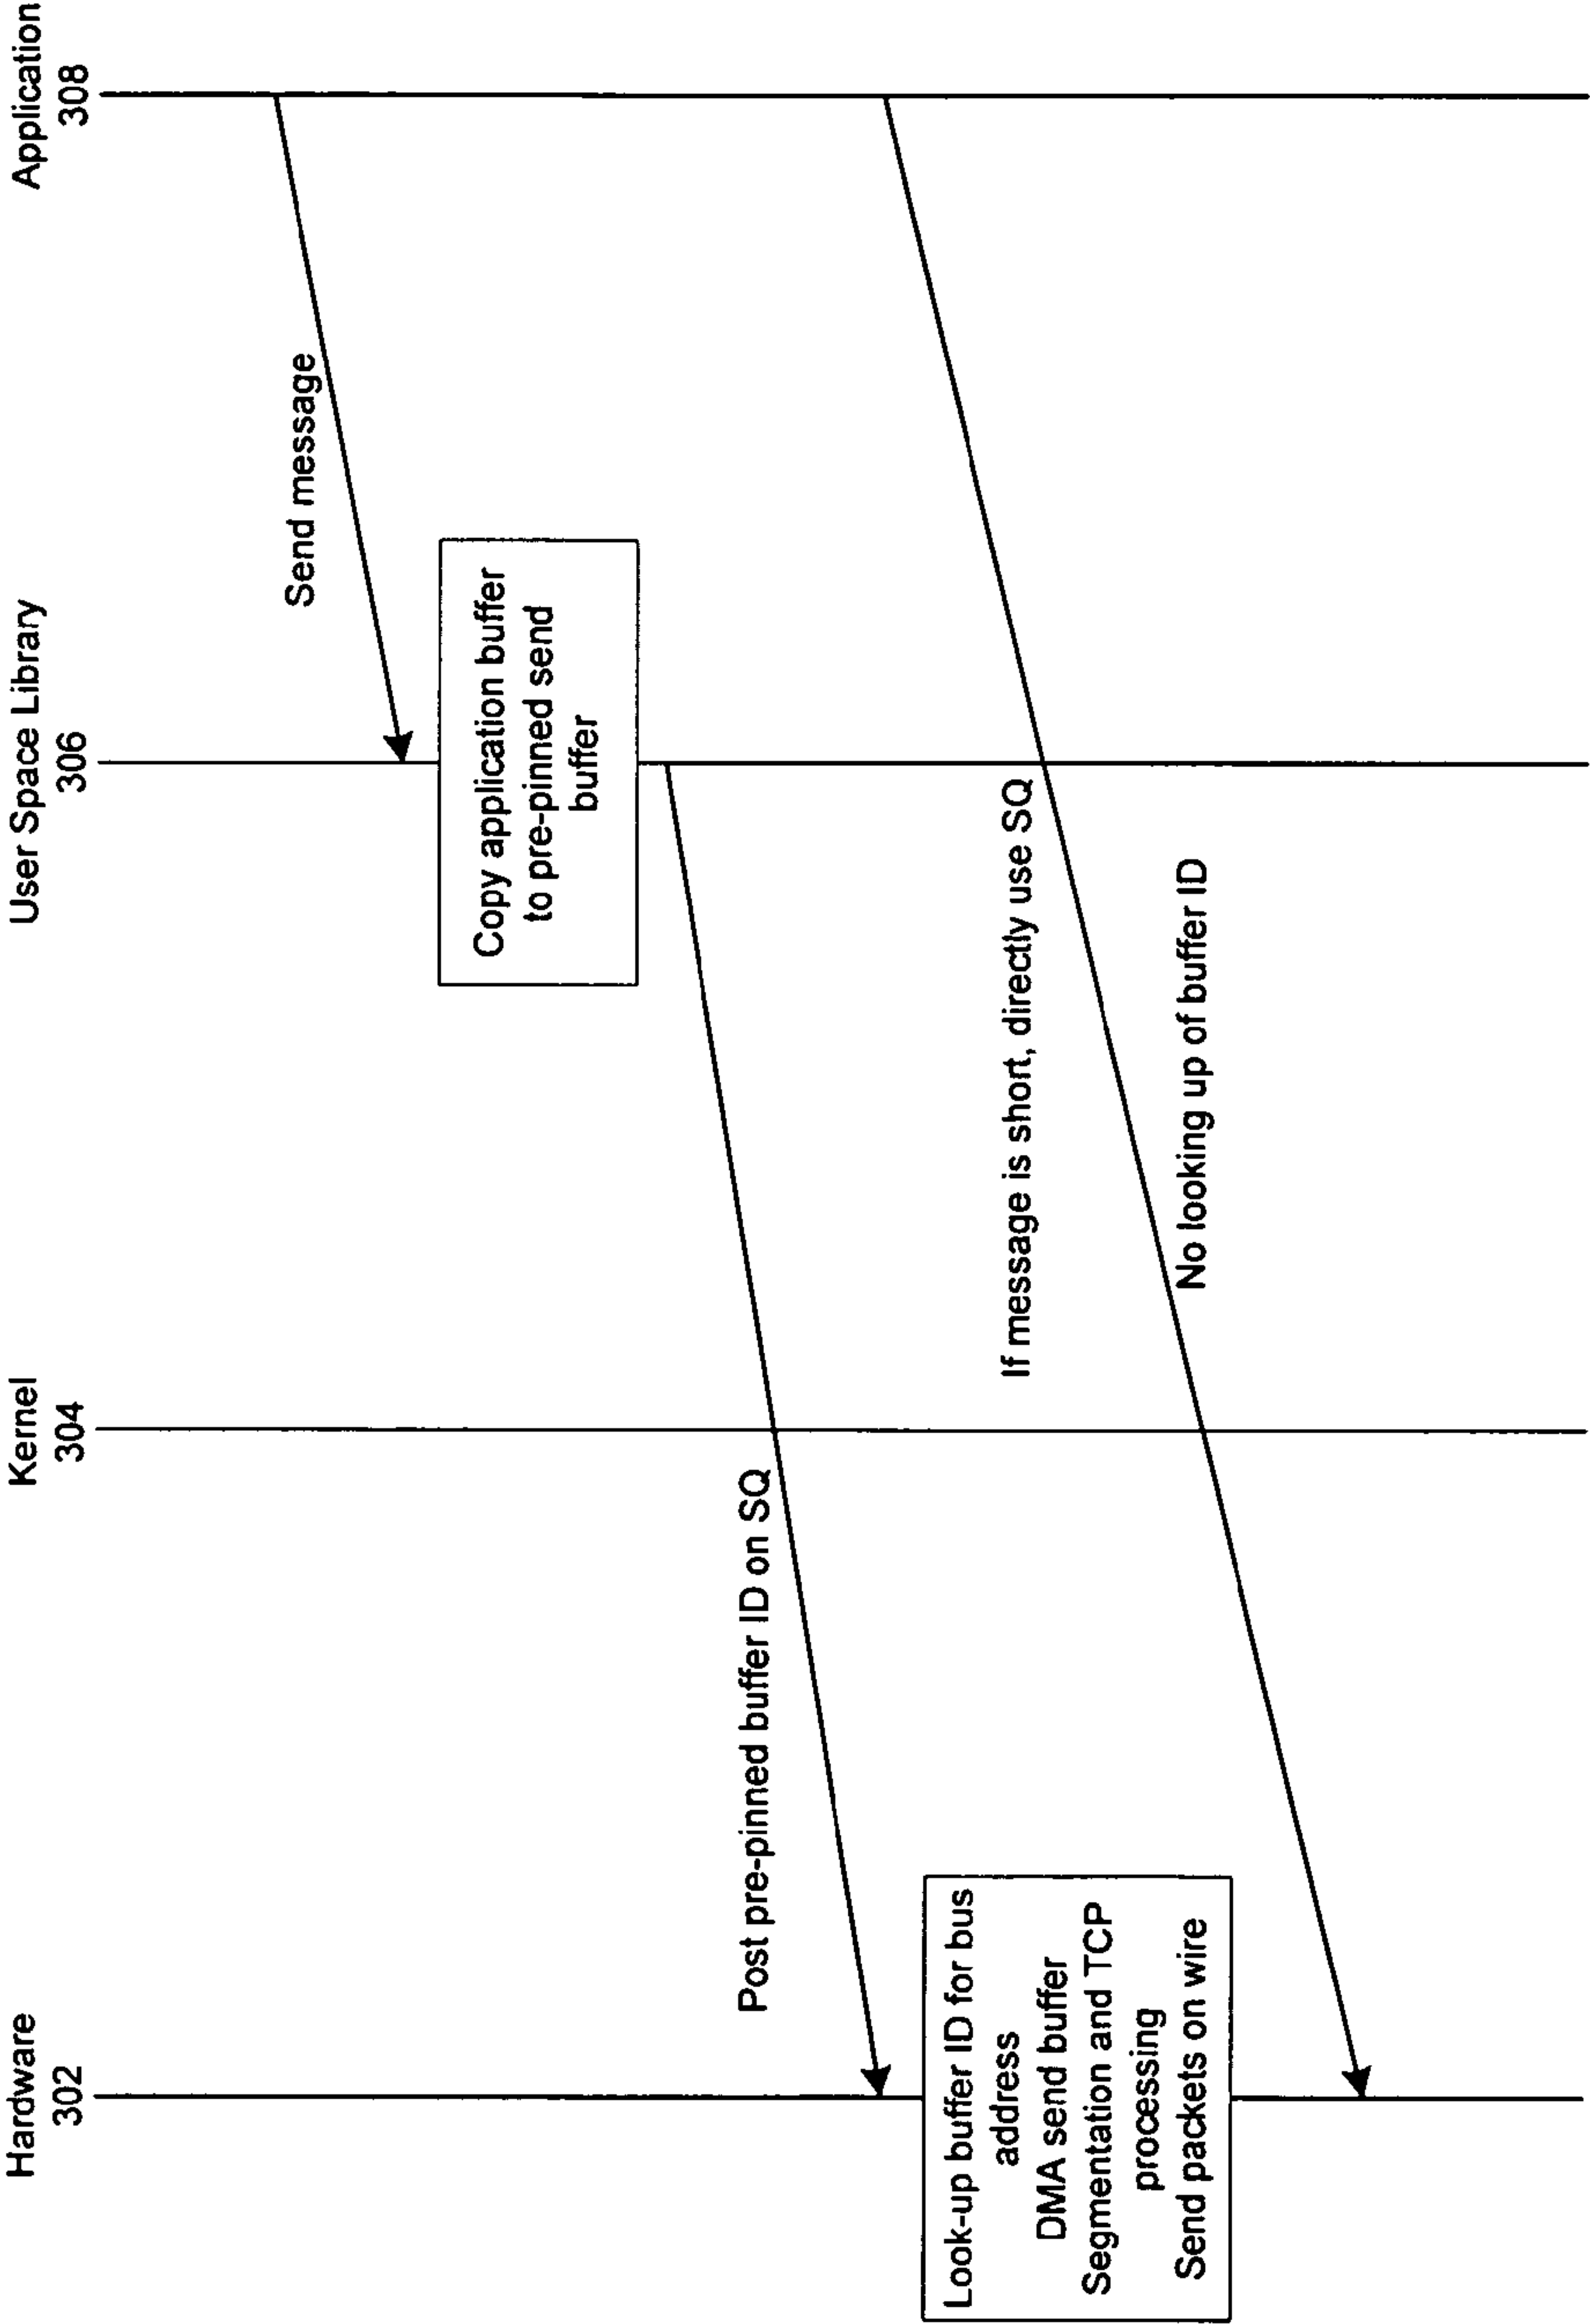 Hardware
302
Kernel
304
User Space Library
306
Application
308
Send message
Copy application buffer
to pre-pinned send
buffer
Post pre-pinned buffer ID on SQ
Look-up buffer ID for bus
address
DMA send buffer
Segmentation and TCP
processing
Send packets on wire
If message is short, directly use SQ
No looking up of buffer ID